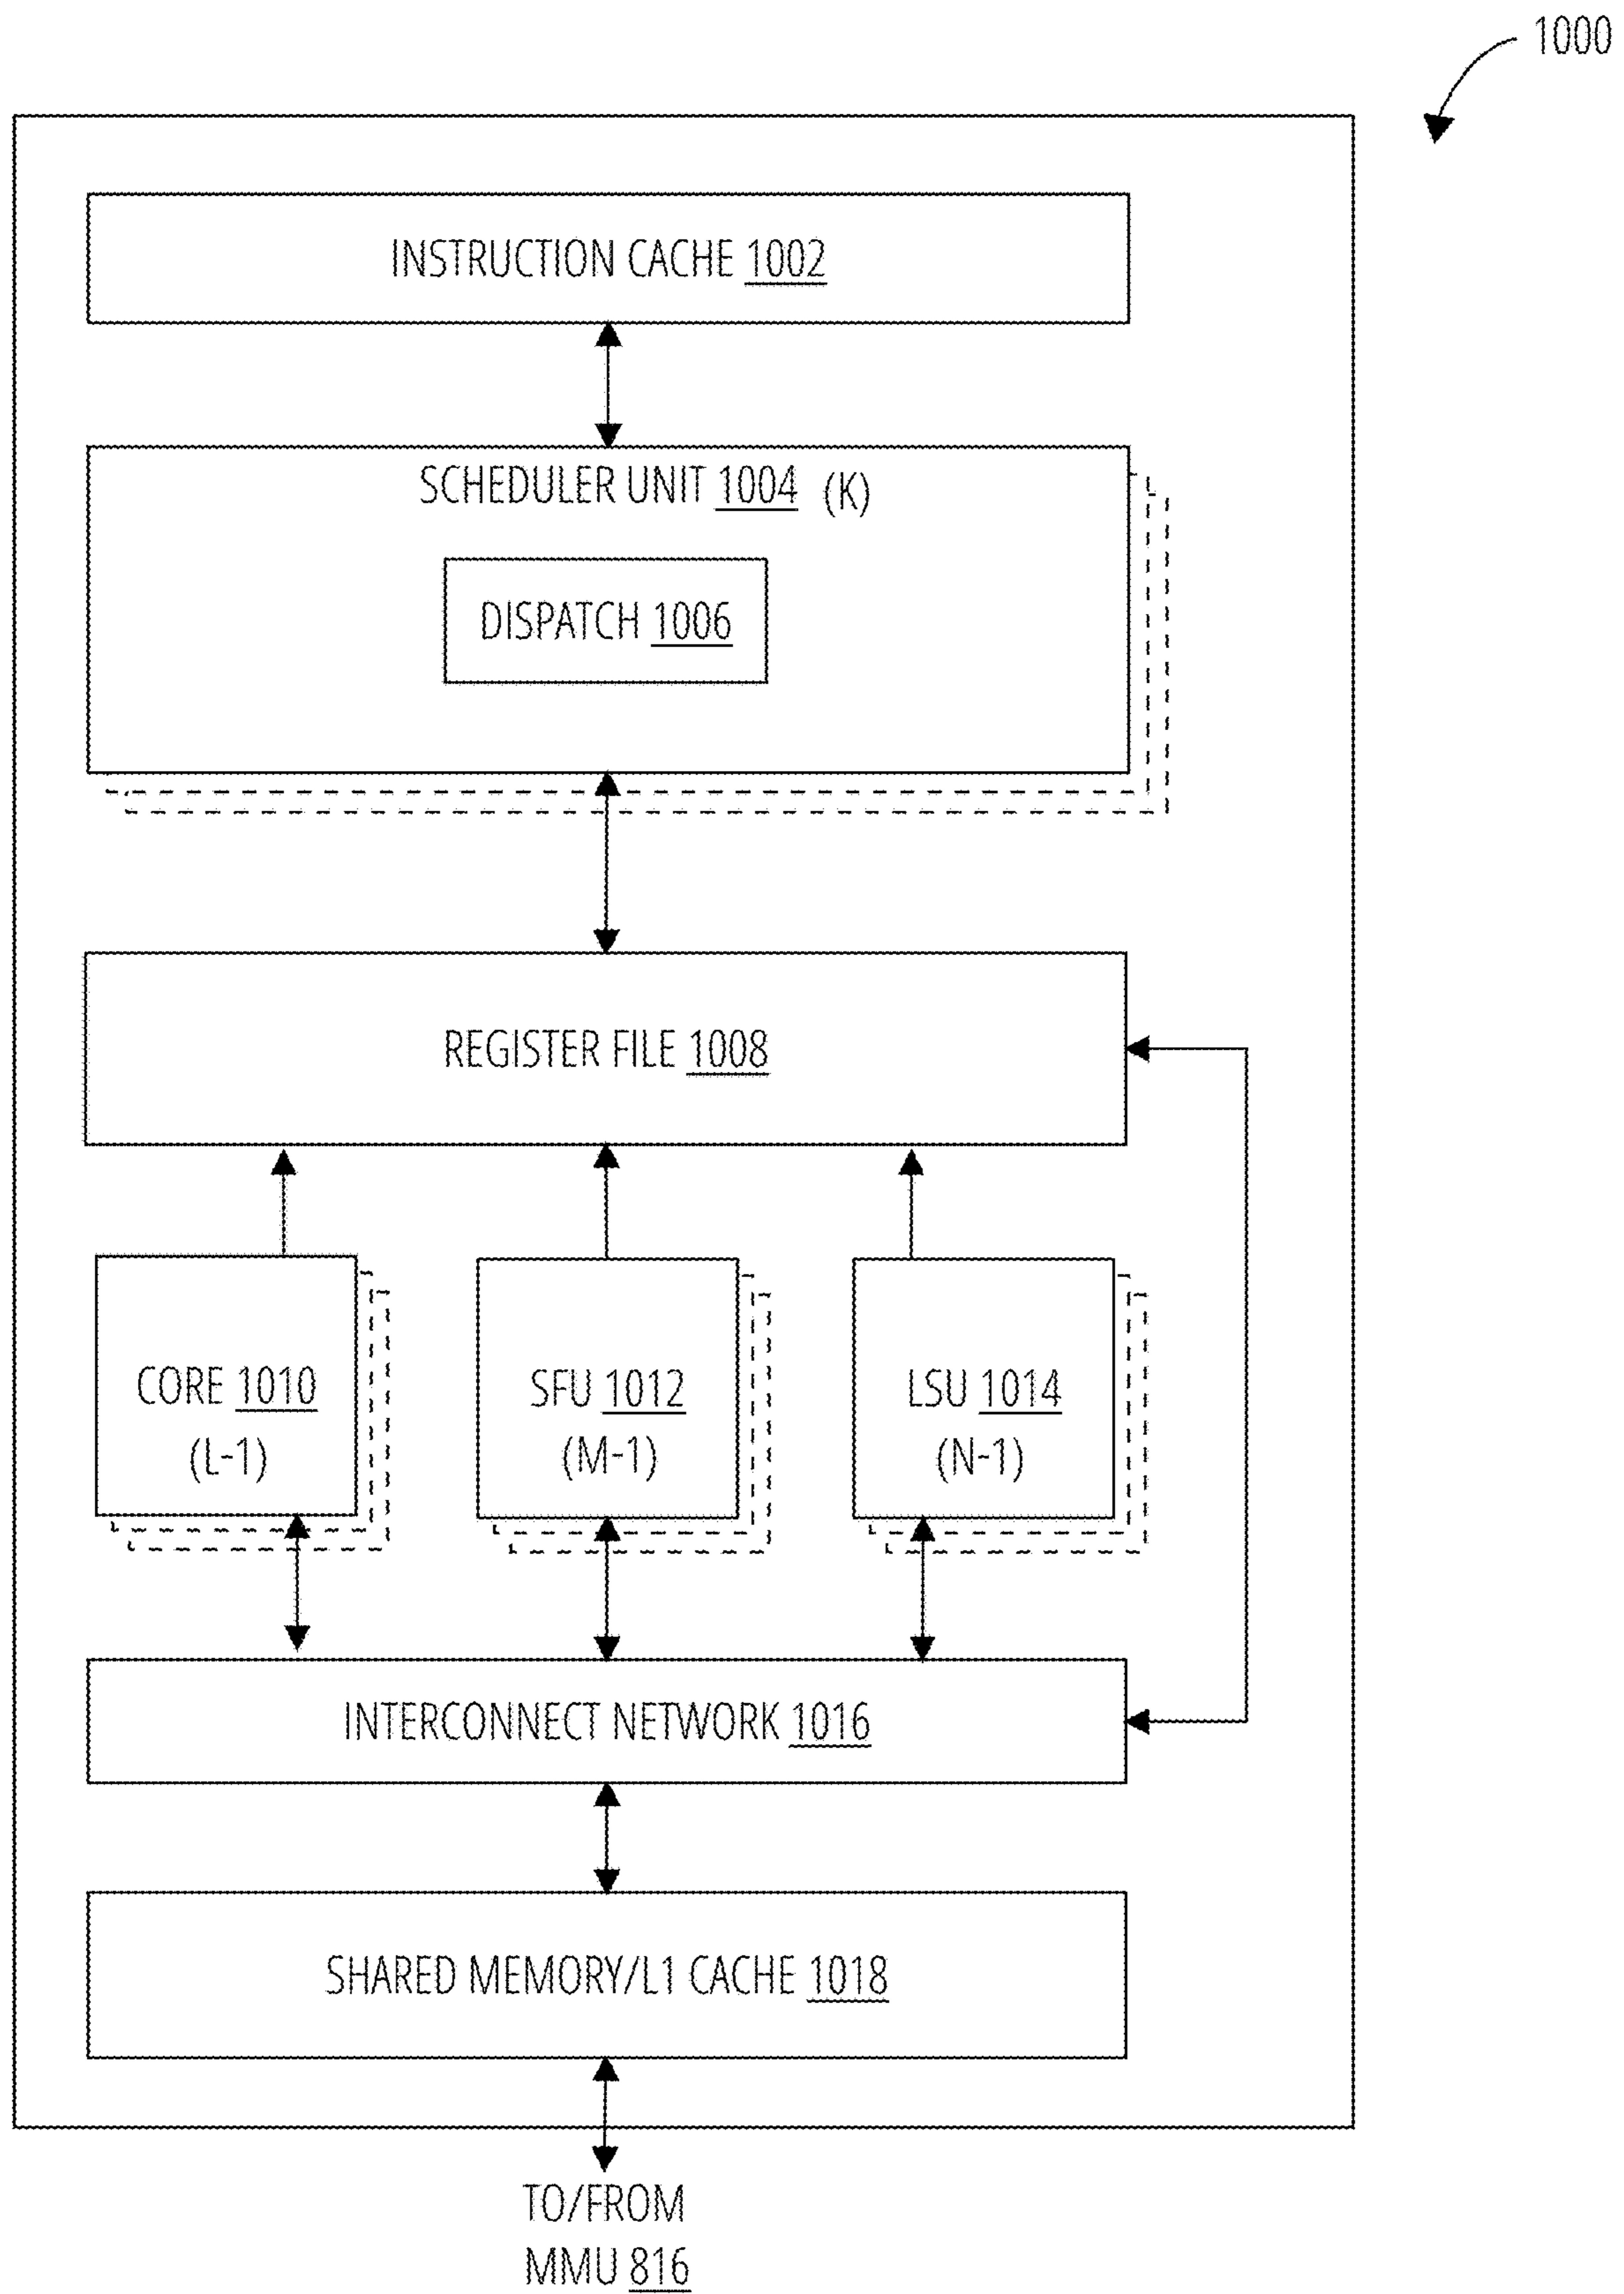 1000
INSTRUCTION CACHE 1002
SCHEDULER UNIT 1004 (K)
DISPATCH 1006
REGISTER FILE 1008
CORE 1010
(L-1)
SFU 1012
(M-1)
LSU 1014
(N-1)
INTERCONNECT NETWORK 1016
SHARED MEMORY/L1 CACHE 1018
TO/FROM
MMU 816